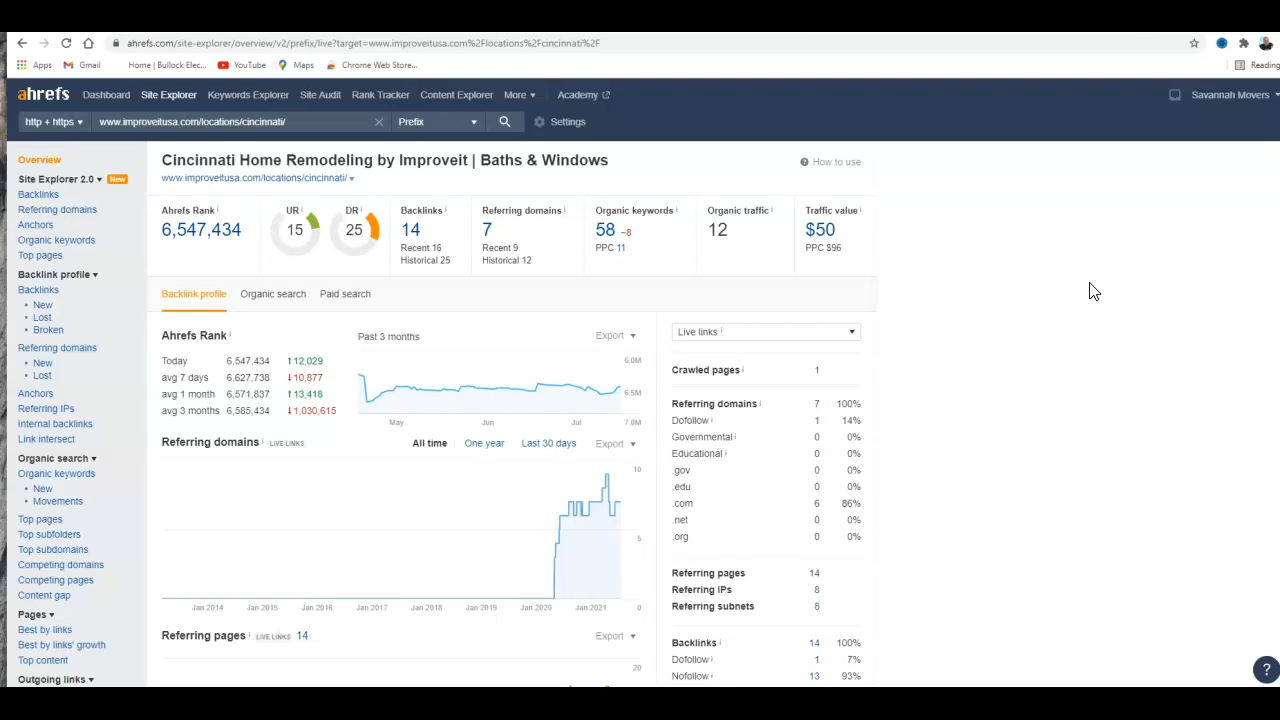 ahrefs.com/site-explorer/overview/v2/prefix/live?target=www.improveitusa.com%2Flocations%2Fcincinnati%2F
Apps Gmail Home | Bullock Elec... YouTube Maps Chrome Web Store... Reading
ahrefs Dashboard Site Explorer Keywords Explorer Site Audit Rank Tracker Content Explorer More Academy Savannah Movers
http + https www.improveitusa.com/locations/cincinnati/ Prefix Settings
Overview
Site Explorer 2.0 New
Backlinks
Referring domains
Anchors
Organic keywords
Top pages
Backlink profile
Backlinks
• New
• Lost
• Broken
Referring domains
• New
• Lost
Anchors
Referring IPs
Internal backlinks
Link intersect
Organic search
Organic keywords
• New
• Movements
Top pages
Top subfolders
Top subdomains
Competing domains
Competing pages
Content gap
Pages
Best by links
Best by links' growth
Top content
Outgoing links
Cincinnati Home Remodeling by Improveit | Baths & Windows
How to use
www.improveitusa.com/locations/cincinnati/
Ahrefs Rank i
6,547,434
UR i
15
DR i
25
Backlinks i
14
Recent 16
Historical 25
Referring domains i
7
Recent 9
Historical 12
Organic keywords i
58 –8
PPC 11
Organic traffic i
12
Traffic value i
$50
PPC $96
Backlink profile Organic search Paid search
Ahrefs Rank i
Past 3 months Export
Today 6,547,434 ↑12,029
avg 7 days 6,627,738 ↓10,877
avg 1 month 6,571,837 ↑13,418
avg 3 months 6,585,434 ↓1,030,615
6.0M
6.5M
7.0M
May Jun Jul
Referring domains i LIVE LINKS All time One year Last 30 days Export
10
5
0
Jan 2014 Jan 2015 Jan 2016 Jan 2017 Jan 2018 Jan 2019 Jan 2020 Jan 2021
Referring pages i LIVE LINKS 14 Export
20
Live links i
Crawled pages i 1
Referring domains i 7 100%
Dofollow i 1 14%
Governmental i 0 0%
Educational i 0 0%
.gov 0 0%
.edu 0 0%
.com 6 86%
.net 0 0%
.org 0 0%
Referring pages 14
Referring IPs 8
Referring subnets 8
Backlinks i 14 100%
Dofollow i 1 7%
Nofollow i 13 93%
?